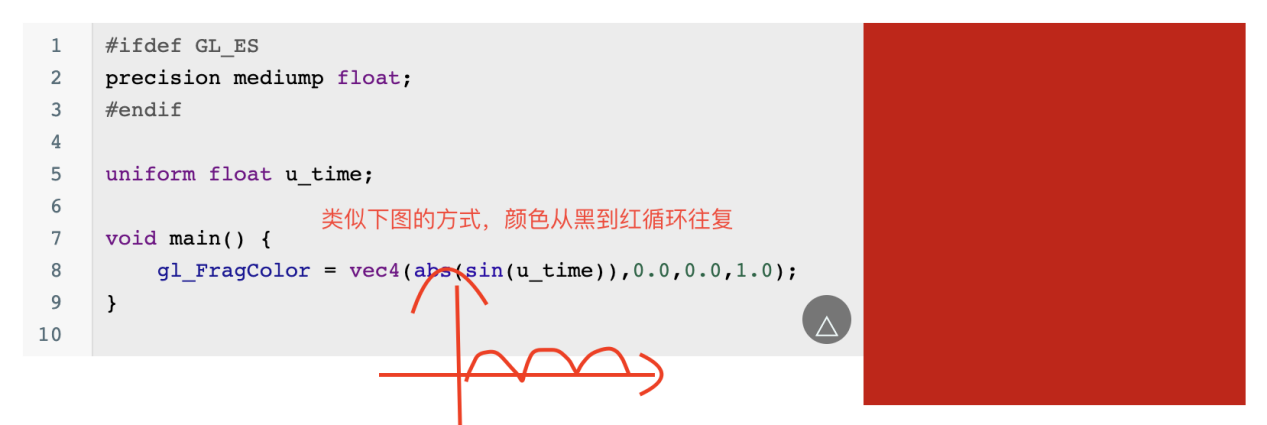 1 #ifdef GL_ES
2 precision mediump float;
3 #endif
4
5 uniform float u_time;
6
类似下图的方式，颜色从黑到红循环往复
7 void main() {
8 gl_FragColor = vec4(abs(sin(u_time)),0.0,0.0,1.0);
9 }
10